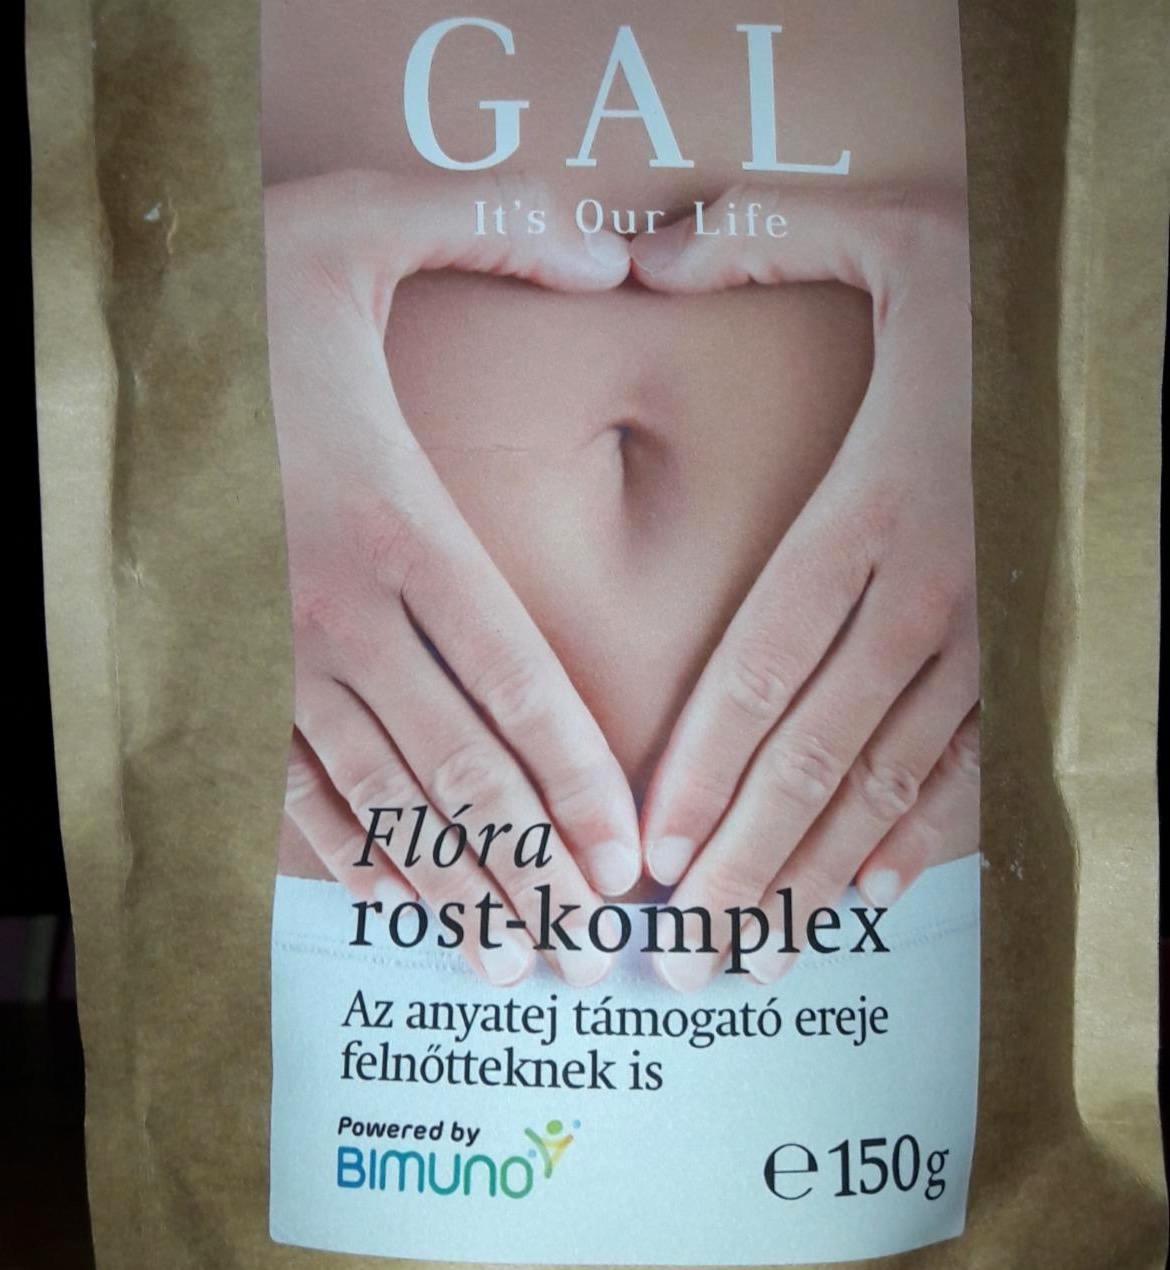 GAL
It's Our Life
Flóra
rost-komplex
Az anyatej támogató ereje
felnőtteknek is
Powered by
BIMUNO
℮150g